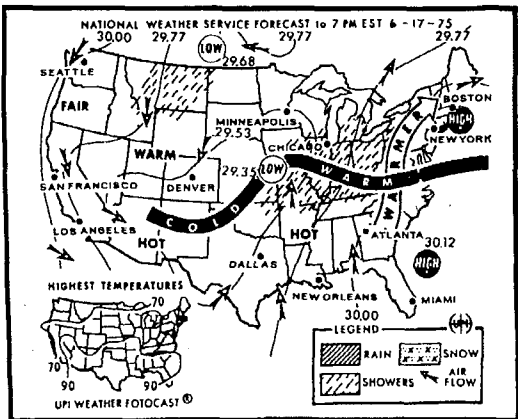 NATIONAL WEATHER SERVICE FORECAST to 7 PM EST 6 - 17 - 75
30.00
29.77
LOW
29.68
29.77
29.77
SEATTLE
FAIR
MINNEAPOLIS
BOSTON
HIGH
NEW YORK
29.53
CHICAGO
WARM
29.35
LOW
WARM
WARMER
SAN FRANCISCO
DENVER
COLD
LOS ANGELES
HOT
HOT
ATLANTA
30.12
HIGH
DALLAS
HIGHEST TEMPERATURES
NEW ORLEANS
MIAMI
30.00
70
70
90
90
LEGEND
UPI
RAIN
SNOW
SHOWERS
AIR FLOW
UPI WEATHER FOTOCAST ®